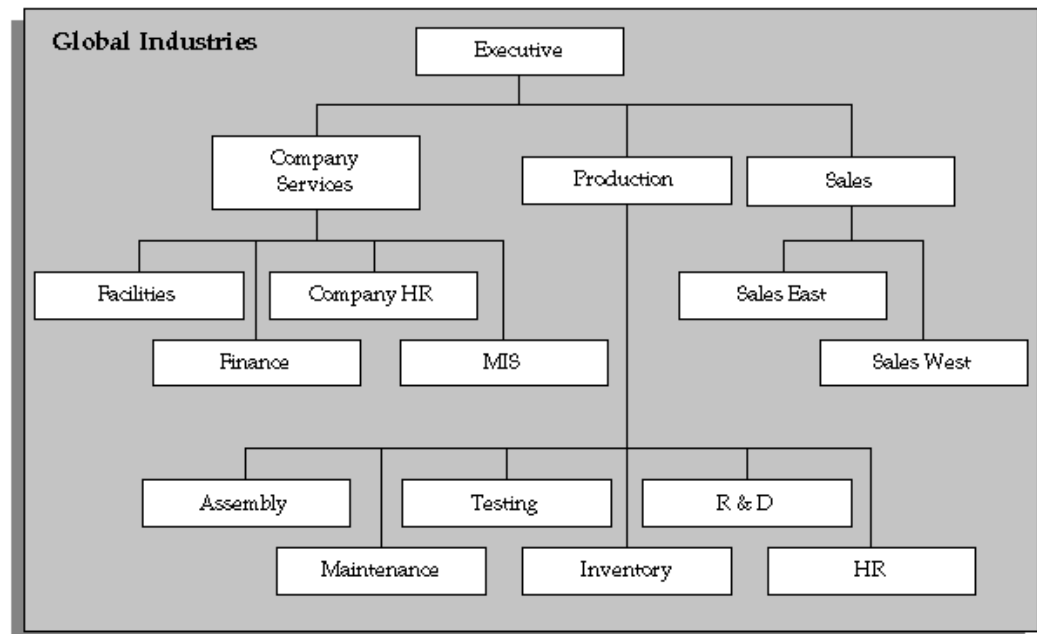 Global Industries
Executive
Company
Services
Production
Sales
Facilities
Company HR
Sales East
Finance
MIS
Sales West
Assembly
Testing
R & D
Maintenance
Inventory
HR